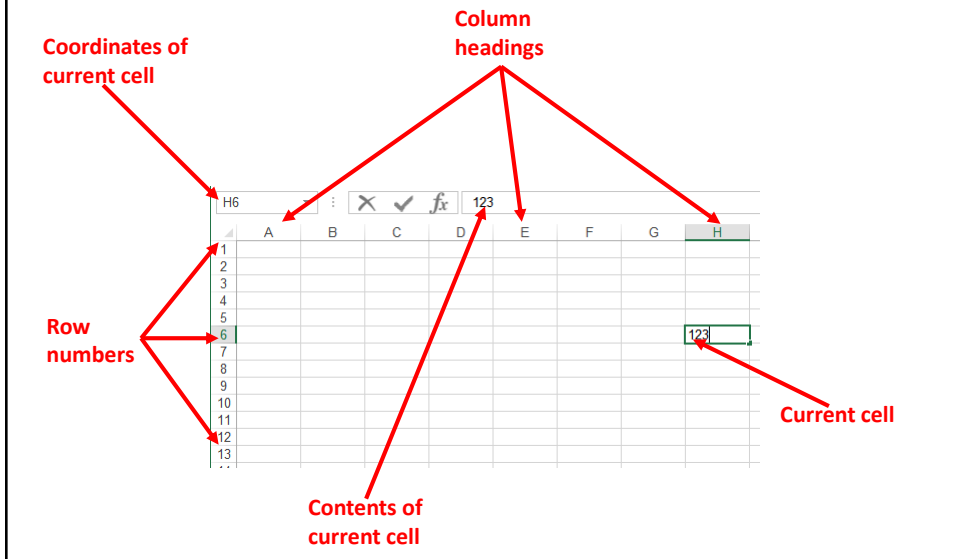 Column
headings
Coordinates of
current cell
H6 fx 123
A B C D E F G H
1
2
3
4
5
6 123
7
8
9
10
11
12
13
Row
numbers
Current cell
Contents of
current cell